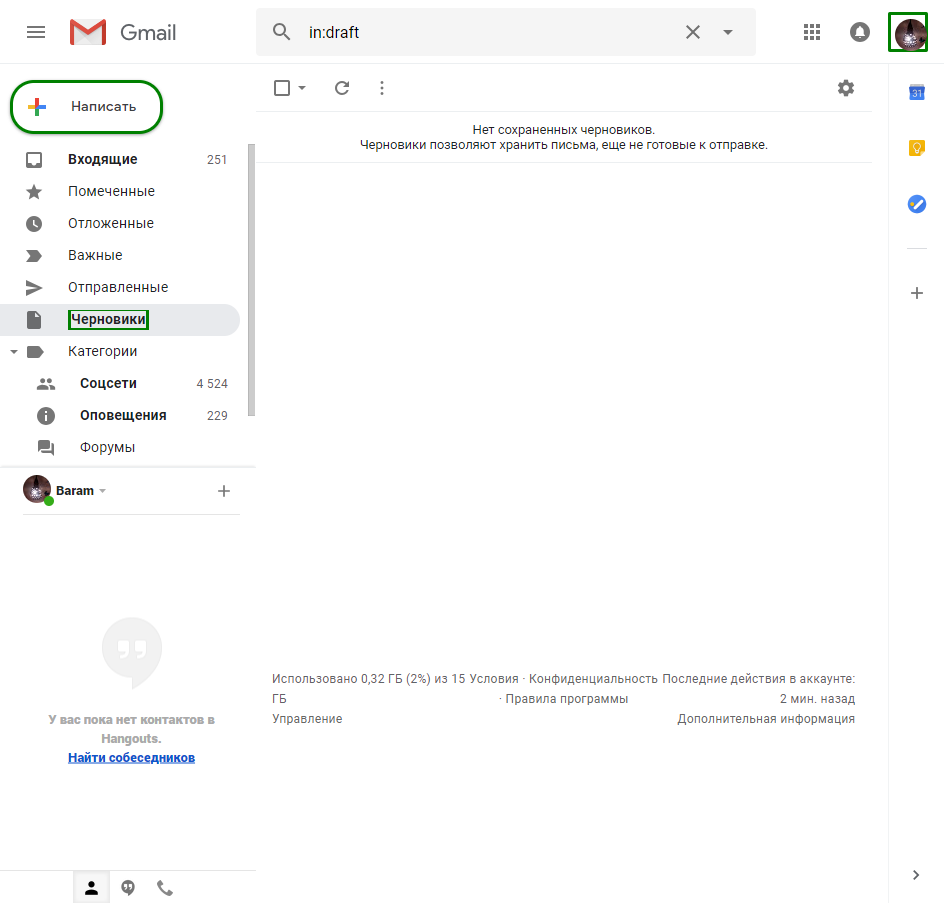 Gmail
in:draft
Написать
31
Нет сохраненных черновиков.
Черновики позволяют хранить письма, еще не готовые к отправке.
Входящие 251
Помеченные
Отложенные
Важные
Отправленные
Черновики
Категории
Соцсети 4 524
Оповещения 229
Форумы
Baram
У вас пока нет контактов в
Hangouts.
Найти собеседников
Использовано 0,32 ГБ (2%) из 15
ГБ
Управление
Условия · Конфиденциальность
· Правила программы
Последние действия в аккаунте:
2 мин. назад
Дополнительная информация